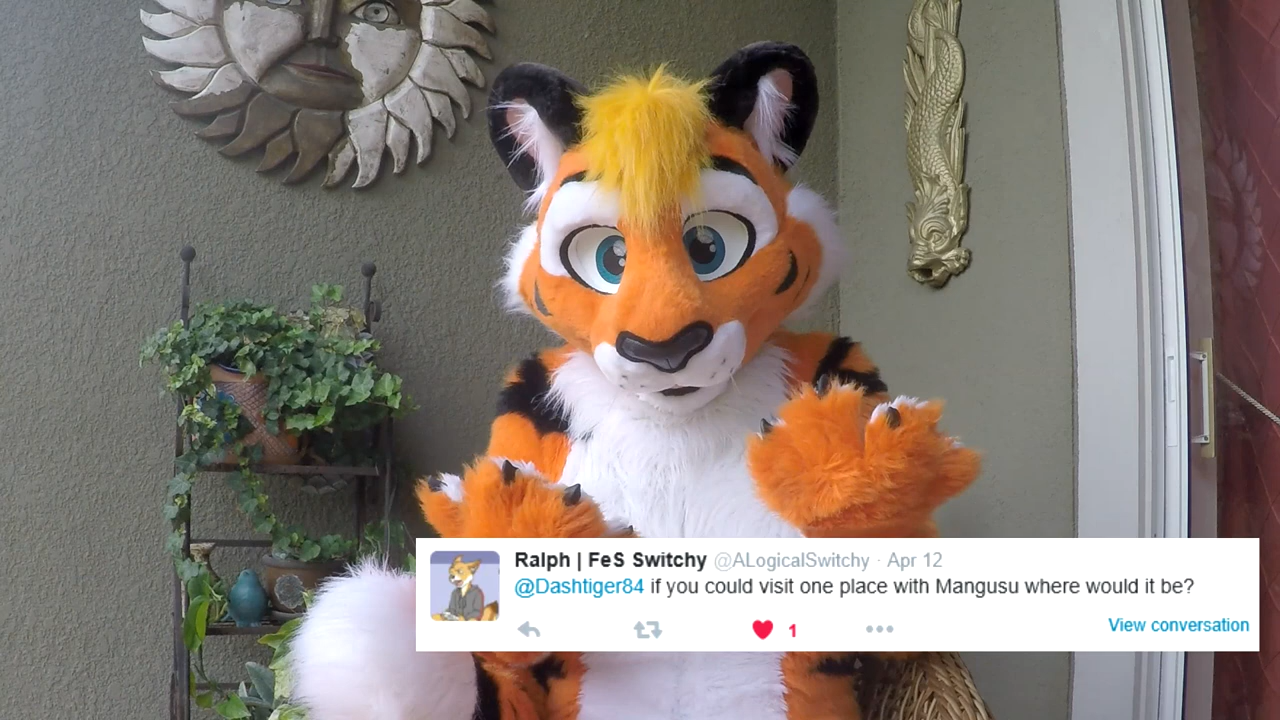 Ralph | FeS Switchy @ALogicalSwitchy · Apr 12
@Dashtiger84 if you could visit one place with Mangusu where would it be?
1
View conversation